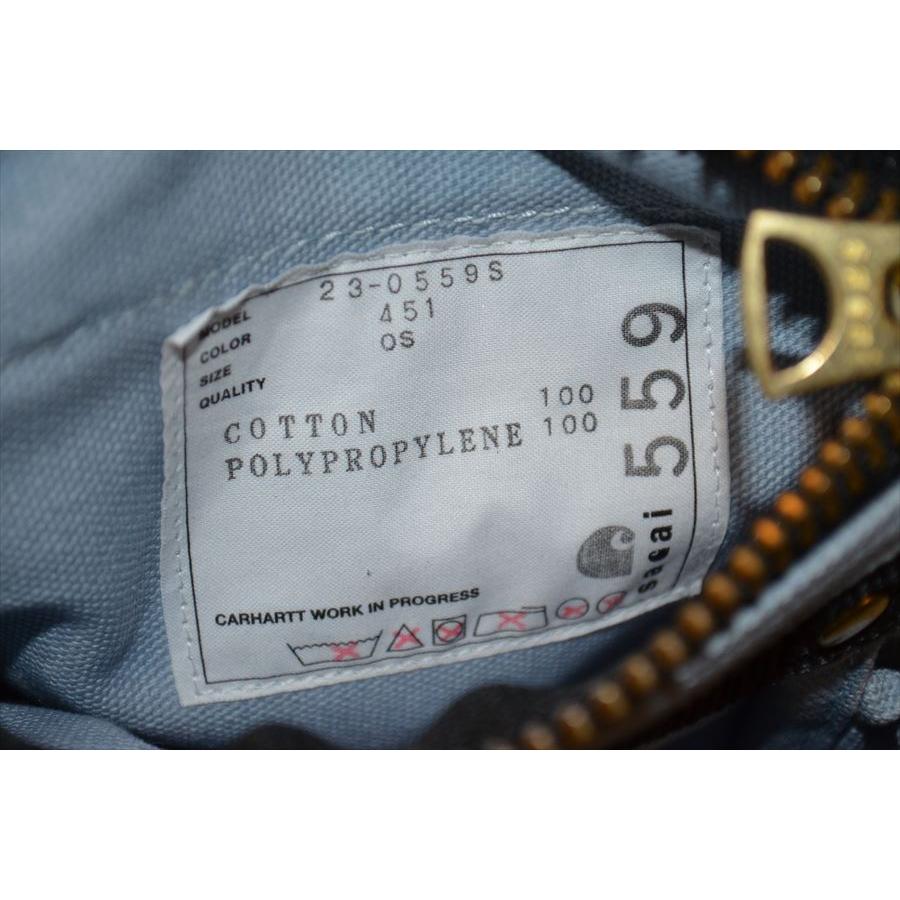 MODEL 23-0559S
COLOR 451
SIZE OS
QUALITY
COTTON 100
POLYPROPYLENE 100
CARHARTT WORK IN PROGRESS
sacai 559